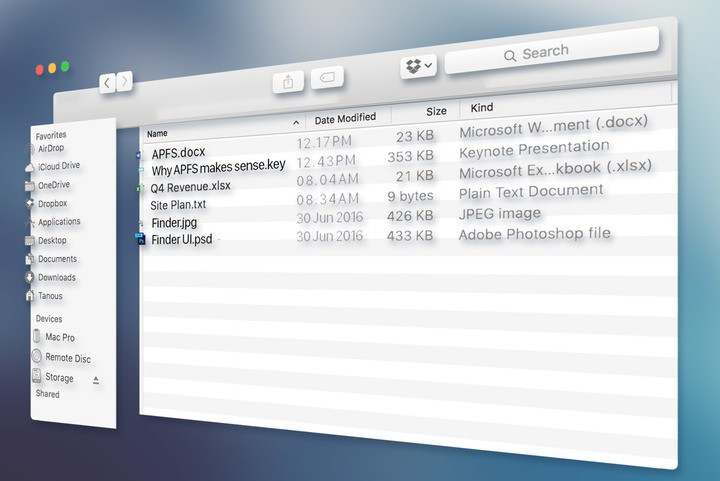 Search
Favorites
AirDrop
iCloud Drive
OneDrive
Dropbox
Applications
Desktop
Documents
Downloads
Tanous
Devices
Mac Pro
Remote Disc
Storage
Shared
Name Date Modified Size Kind
APFS.docx 12.17PM 23 KB Microsoft W...ment (.docx)
Why APFS makes sense.key 12.43PM 353 KB Keynote Presentation
Q4 Revenue.xlsx 08.04AM 21 KB Microsoft Ex...kbook (.xlsx)
Site Plan.txt 08.34AM 9 bytes Plain Text Document
Finder.jpg 30 Jun 2016 426 KB JPEG image
Finder UI.psd 30 Jun 2016 433 KB Adobe Photoshop file